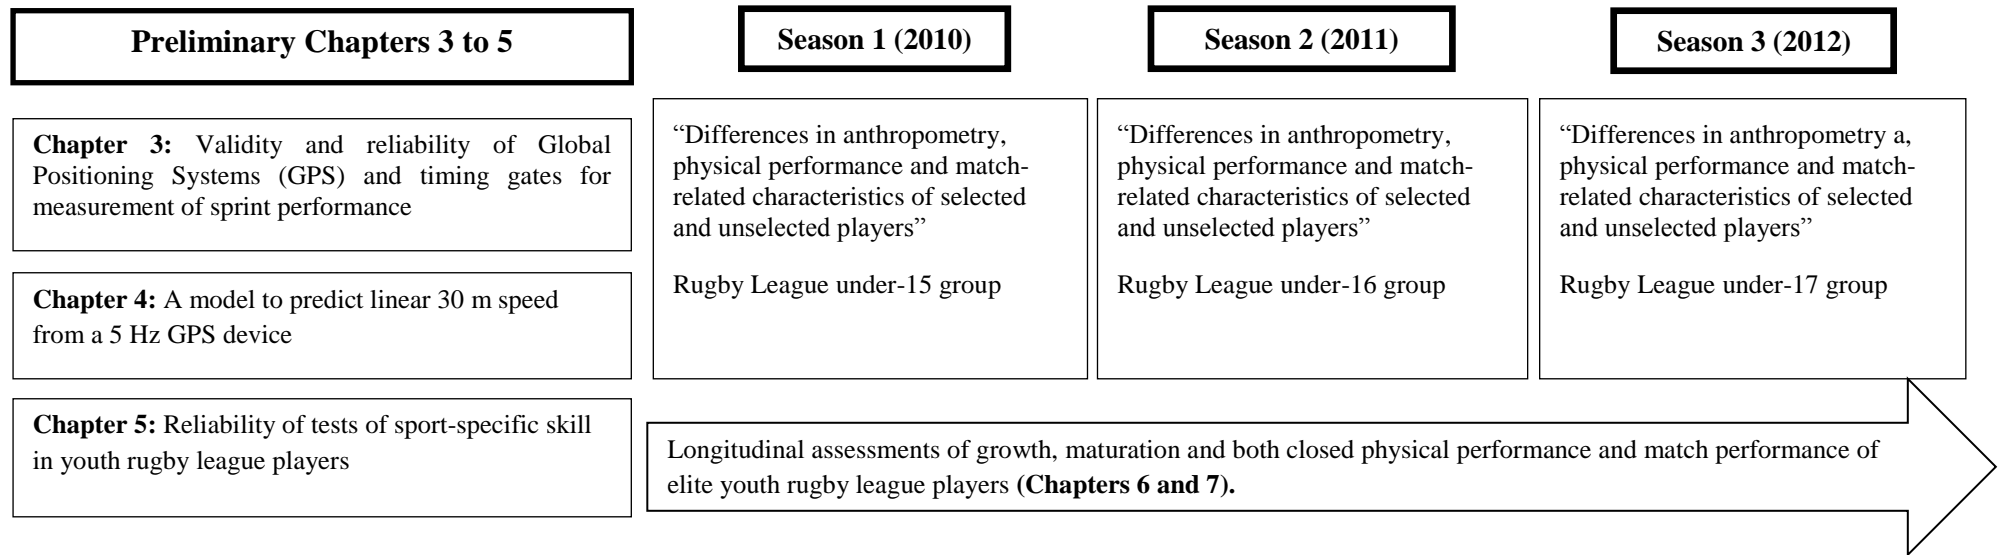 Preliminary Chapters 3 to 5
Chapter 3: Validity and reliability of Global
Positioning Systems (GPS) and timing gates for
measurement of sprint performance
Chapter 4: A model to predict linear 30 m speed
from a 5 Hz GPS device
Chapter 5: Reliability of tests of sport-specific skill
in youth rugby league players
Season 1 (2010)
“Differences in anthropometry,
physical performance and match-
related characteristics of selected
and unselected players”
Rugby League under-15 group
Season 2 (2011)
“Differences in anthropometry,
physical performance and match-
related characteristics of selected
and unselected players”
Rugby League under-16 group
Season 3 (2012)
“Differences in anthropometry a,
physical performance and match-
related characteristics of selected
and unselected players”
Rugby League under-17 group
Longitudinal assessments of growth, maturation and both closed physical performance and match performance of
elite youth rugby league players (Chapters 6 and 7).